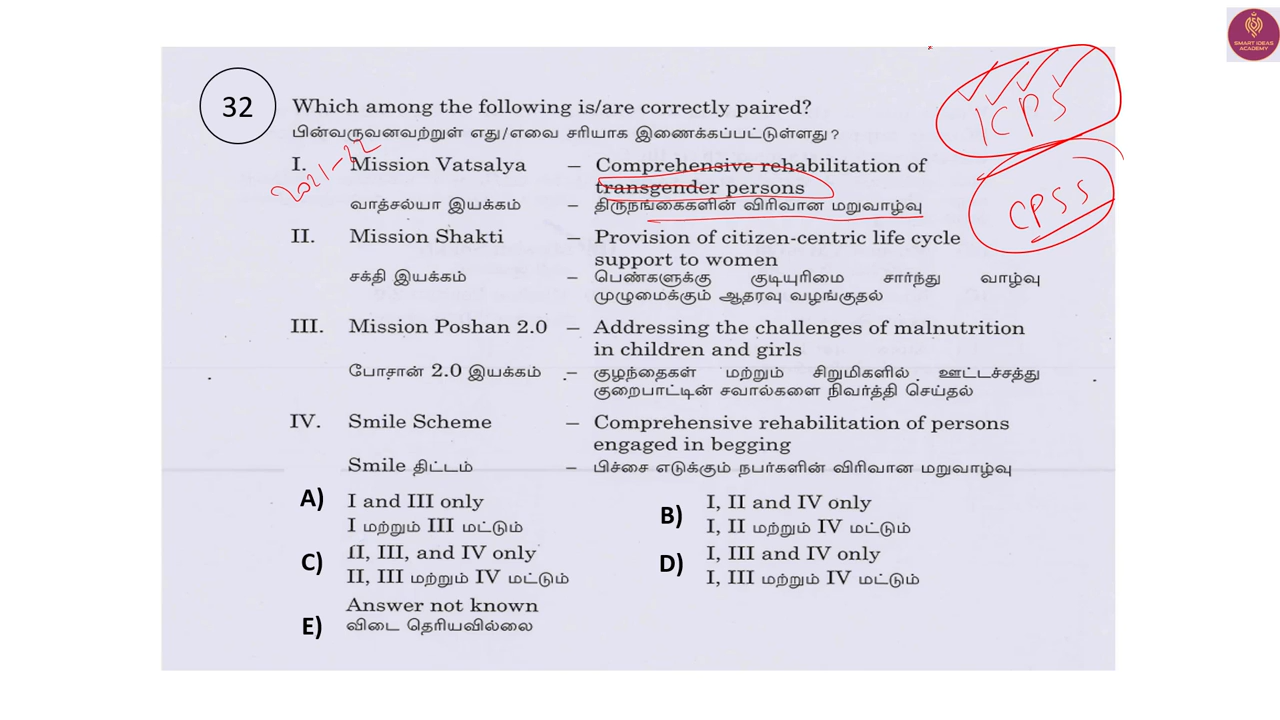 SMART IDEAS
ACADEMY
32
Which among the following is/are correctly paired?
பின்வருவனவற்றுள் எது/எவை சரியாக இணைக்கப்பட்டுள்ளது?
ICPS
2021-22
I. Mission Vatsalya – Comprehensive rehabilitation of
transgender persons
வாத்சல்யா இயக்கம் – திருநங்கைகளின் விரிவான மறுவாழ்வு
CPSS
II. Mission Shakti – Provision of citizen-centric life cycle
support to women
சக்தி இயக்கம் – பெண்களுக்கு குடியுரிமை சார்ந்து வாழ்வு
முழுமைக்கும் ஆதரவு வழங்குதல்
III. Mission Poshan 2.0 – Addressing the challenges of malnutrition
in children and girls
போசான் 2.0 இயக்கம் – குழந்தைகள் மற்றும் சிறுமிகளில் ஊட்டச்சத்து
குறைபாட்டின் சவால்களை நிவர்த்தி செய்தல்
IV. Smile Scheme – Comprehensive rehabilitation of persons
engaged in begging
Smile திட்டம் – பிச்சை எடுக்கும் நபர்களின் விரிவான மறுவாழ்வு
A) I and III only
I மற்றும் III மட்டும்
B) I, II and IV only
I, II மற்றும் IV மட்டும்
C) II, III, and IV only
II, III மற்றும் IV மட்டும்
D) I, III and IV only
I, III மற்றும் IV மட்டும்
E) Answer not known
விடை தெரியவில்லை